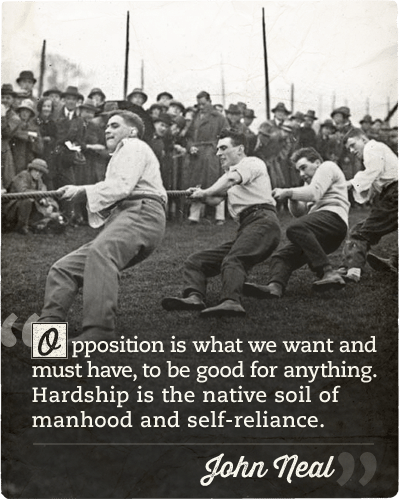 “
Opposition is what we want and
must have, to be good for anything.
Hardship is the native soil of
manhood and self-reliance.
John Neal ”